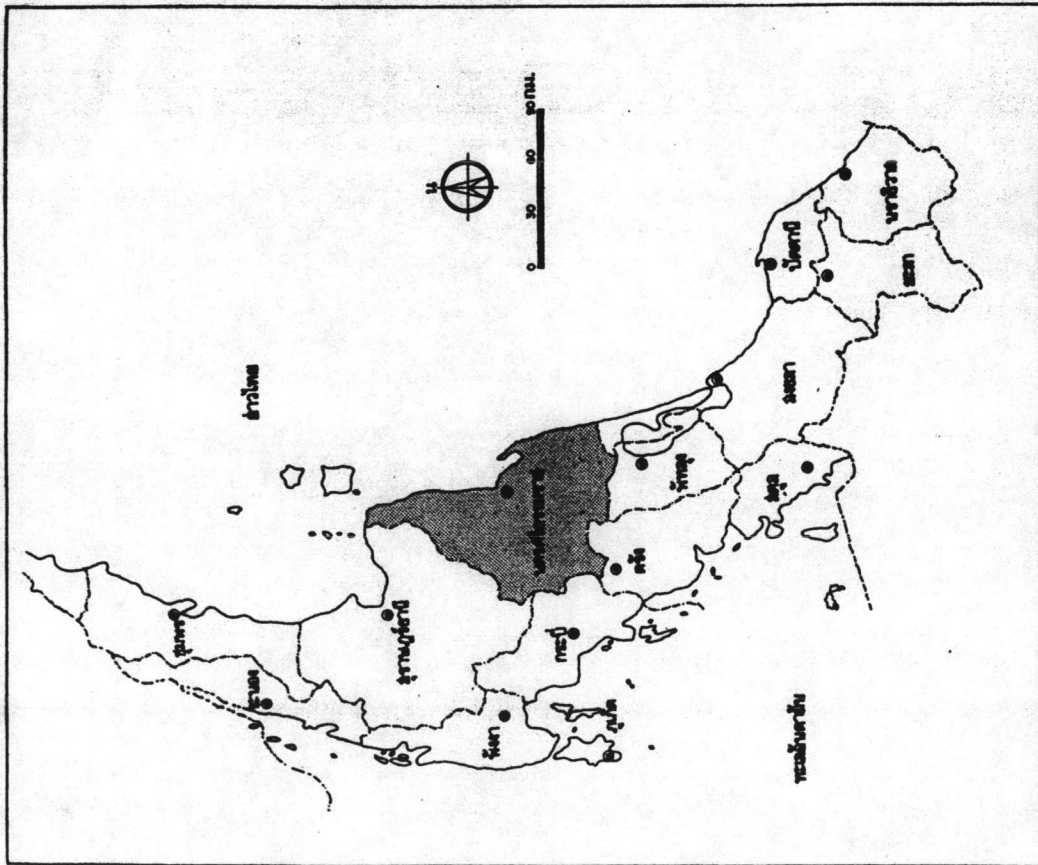 น
0 30 60 90 กม.
อ่าวไทย
ชุมพร
ระนอง
สุราษฎร์ธานี
พังงา
ภูเก็ต
กระบี่
นครศรีธรรมราช
ตรัง
พัทลุง
สตูล
สงขลา
ปัตตานี
ยะลา
นราธิวาส
ทะเลอันดามัน